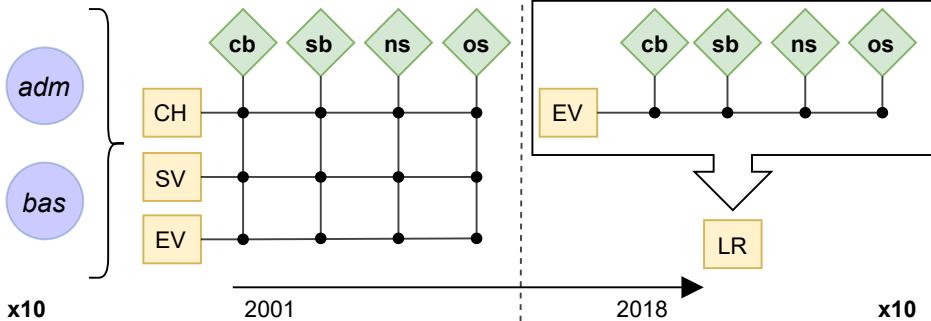 cb sb ns os
adm
CH
SV
bas
EV
x10
2001
cb sb ns os
EV
LR
2018
x10